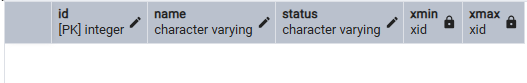 id
[PK] integer
name
character varying
status
character varying
xmin
xid
xmax
xid